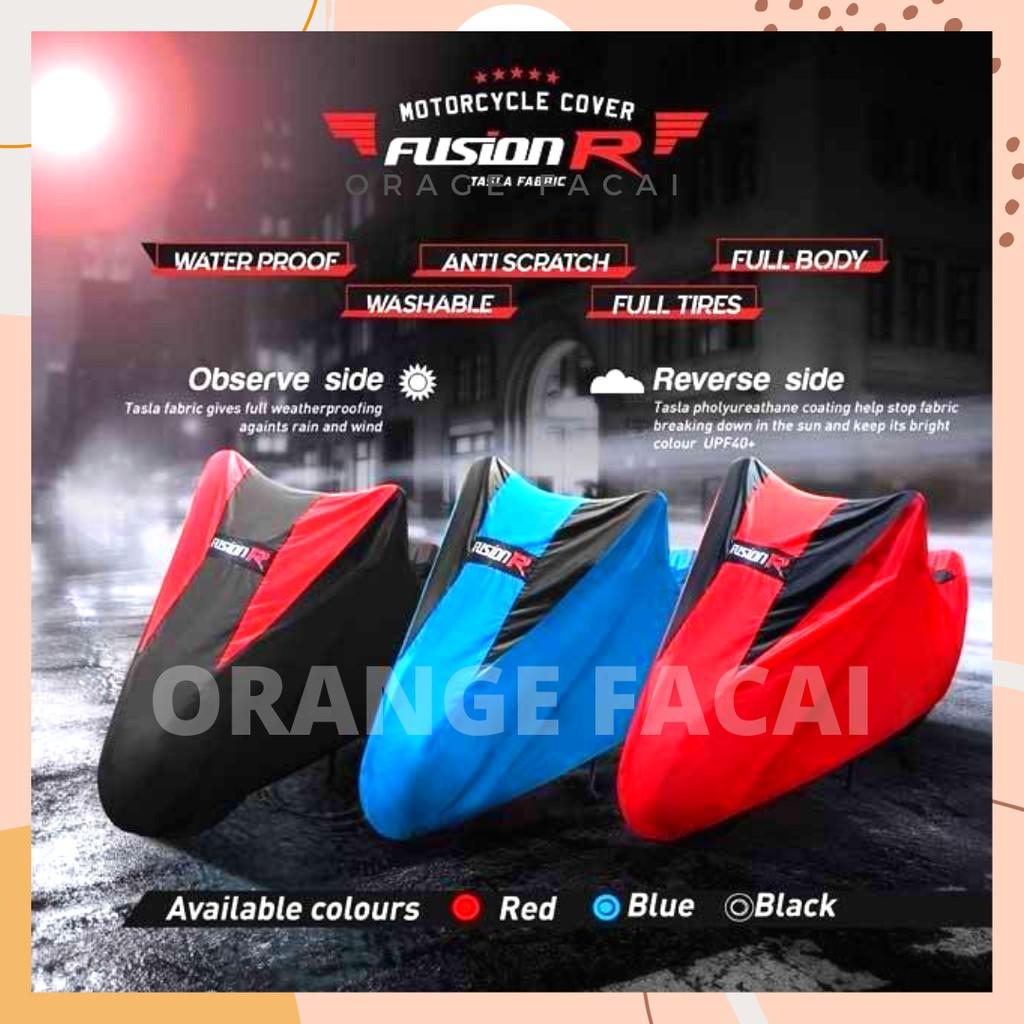 MOTORCYCLE COVER
FUSION R
TASLA FABRIC
ORAGE FACAI
WATER PROOF
ANTI SCRATCH
FULL BODY
WASHABLE
FULL TIRES
Observe side
Tasla fabric gives full weatherproofing
againts rain and wind
Reverse side
Tasla pholyureathane coating help stop fabric
breaking down in the sun and keep its bright
colour UPF40+
FUSION R
FUSION R
FUSION R
ORANGE FACAI
Available colours Red Blue Black